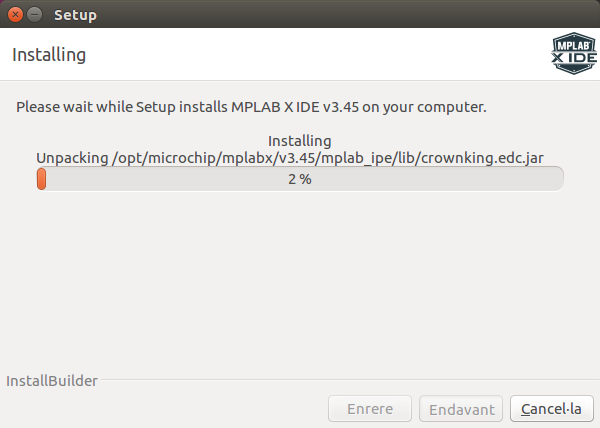 Setup
Installing
MPLAB
X IDE
Please wait while Setup installs MPLAB X IDE v3.45 on your computer.
Installing
Unpacking /opt/microchip/mplabx/v3.45/mplab_ipe/lib/crownking.edc.jar
2 %
InstallBuilder
Enrere
Endavant
Cancel·la